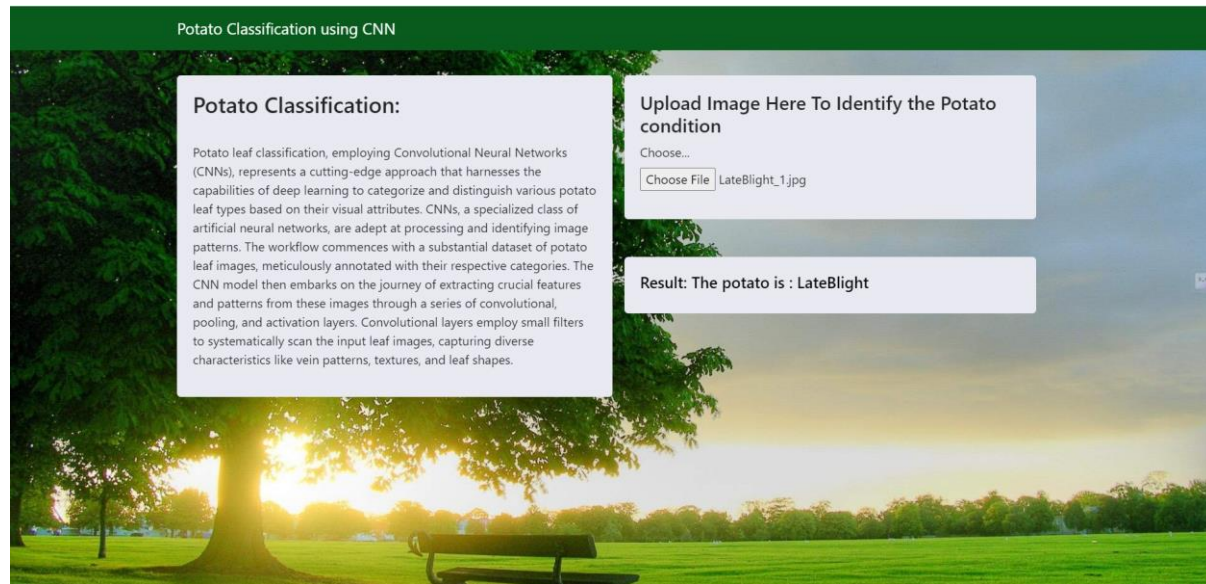 Potato Classification using CNN
Potato Classification:
Potato leaf classification, employing Convolutional Neural Networks
(CNNs), represents a cutting-edge approach that harnesses the
capabilities of deep learning to categorize and distinguish various potato
leaf types based on their visual attributes. CNNs, a specialized class of
artificial neural networks, are adept at processing and identifying image
patterns. The workflow commences with a substantial dataset of potato
leaf images, meticulously annotated with their respective categories. The
CNN model then embarks on the journey of extracting crucial features
and patterns from these images through a series of convolutional,
pooling, and activation layers. Convolutional layers employ small filters
to systematically scan the input leaf images, capturing diverse
characteristics like vein patterns, textures, and leaf shapes.
Upload Image Here To Identify the Potato
condition
Choose...
Choose File LateBlight_1.jpg
Result: The potato is : LateBlight